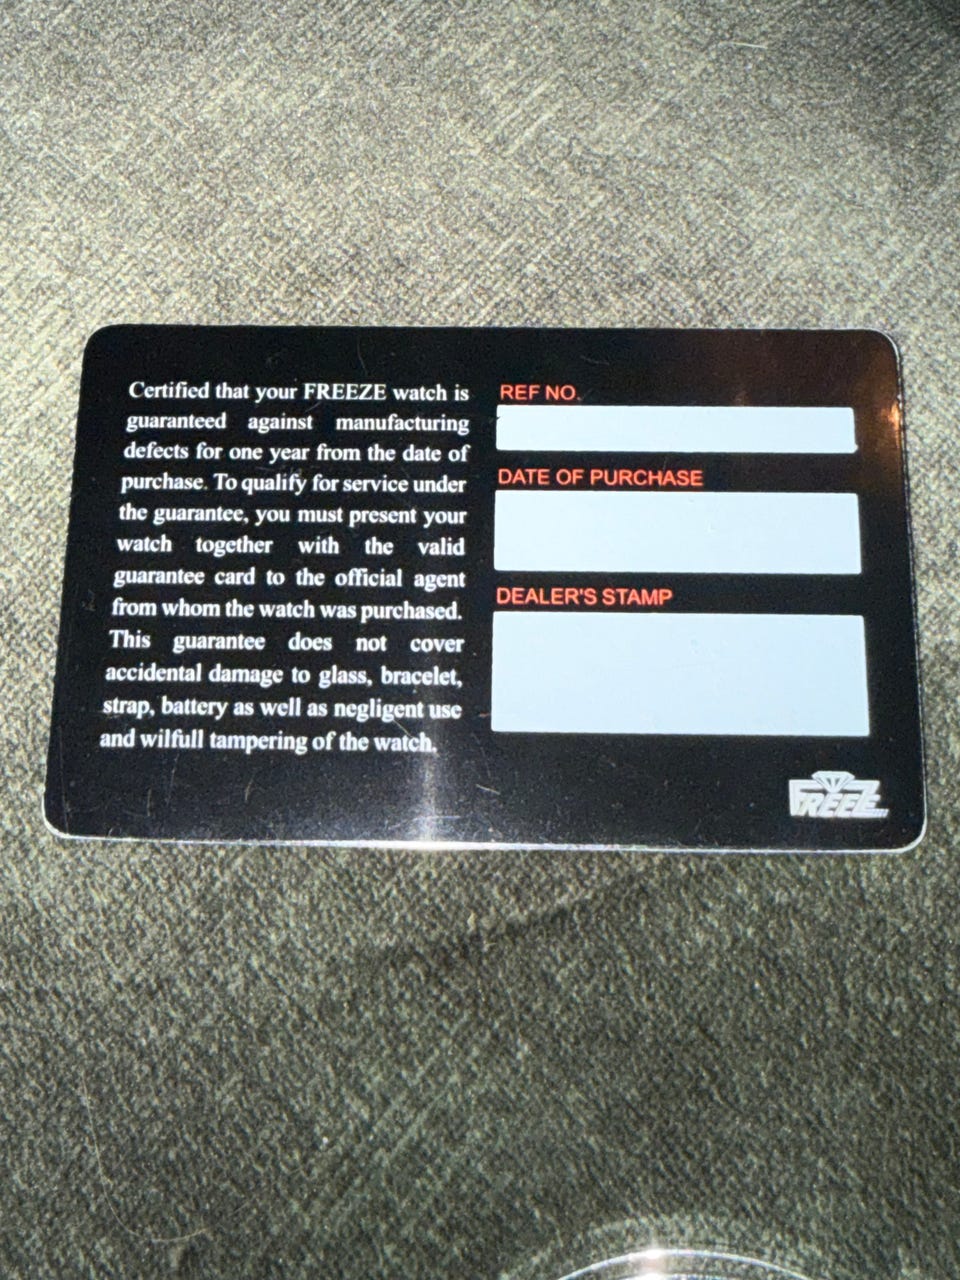 Certified that your FREEZE watch is
guaranteed against manufacturing
defects for one year from the date of
purchase. To qualify for service under
the guarantee, you must present your
watch together with the valid
guarantee card to the official agent
from whom the watch was purchased.
This guarantee does not cover
accidental damage to glass, bracelet,
strap, battery as well as negligent use
and wilfull tampering of the watch.
REF NO.
DATE OF PURCHASE
DEALER'S STAMP
FREEZE